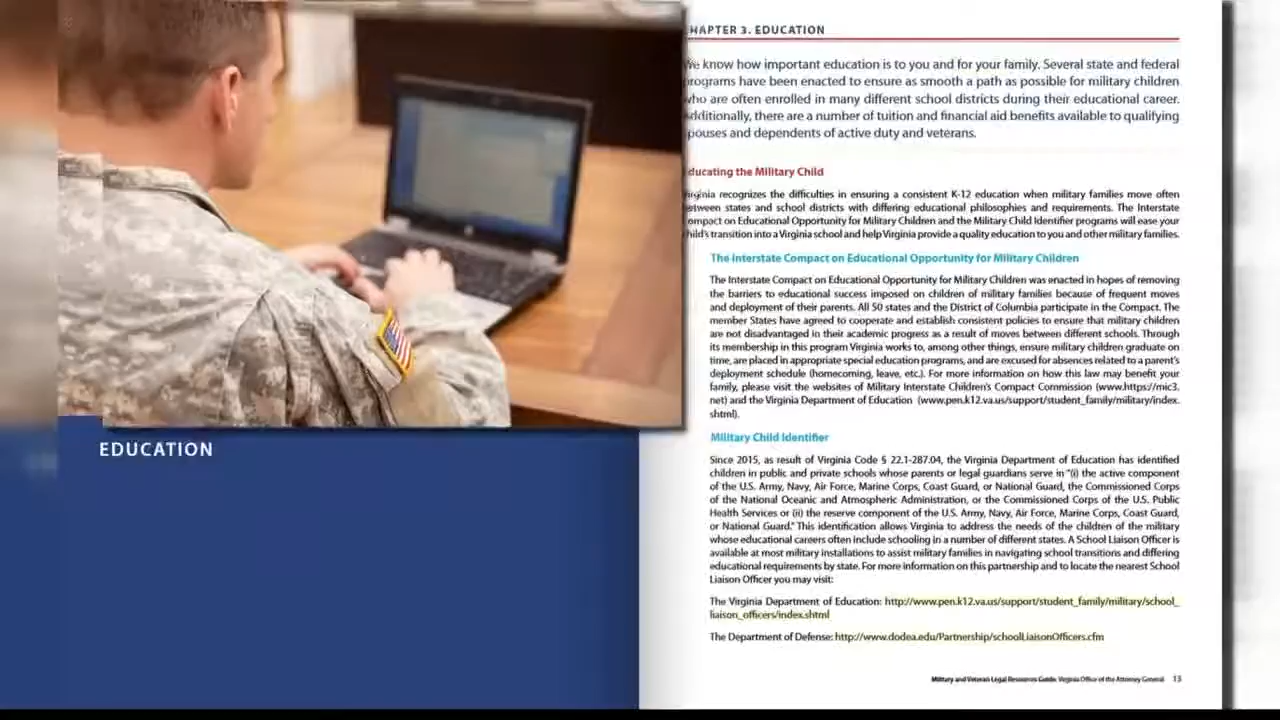 EDUCATION
HAPTER 3. EDUCATION
e know how important education is to you and for your family. Several state and federal
rograms have been enacted to ensure as smooth a path as possible for military children
ho are often enrolled in many different school districts during their educational career.
dditionally, there are a number of tuition and financial aid benefits available to qualifying
pouses and dependents of active duty and veterans.
ducating the Military Child
irginia recognizes the difficulties in ensuring a consistent K-12 education when military families move often
etween states and school districts with differing educational philosophies and requirements. The Interstate
ompact on Educational Opportunity for Military Children and the Military Child Identifier programs will ease your
hild's transition into a Virginia school and help Virginia provide a quality education to you and other military families.
The Interstate Compact on Educational Opportunity for Military Children
The Interstate Compact on Educational Opportunity for Military Children was enacted in hopes of removing
the barriers to educational success imposed on children of military families because of frequent moves
and deployment of their parents. All 50 states and the District of Columbia participate in the Compact. The
member States have agreed to cooperate and establish consistent policies to ensure that military children
are not disadvantaged in their academic progress as a result of moves between different schools. Through
its membership in this program Virginia works to, among other things, ensure military children graduate on
time, are placed in appropriate special education programs, and are excused for absences related to a parent's
deployment schedule (homecoming, leave, etc.). For more information on how this law may benefit your
family, please visit the websites of Military Interstate Children's Compact Commission (www.https://mic3.
net) and the Virginia Department of Education (www.pen.k12.va.us/support/student_family/military/index.
shtml).
Military Child Identifier
Since 2015, as result of Virginia Code § 22.1-287.04, the Virginia Department of Education has identified
children in public and private schools whose parents or legal guardians serve in "(i) the active component
of the U.S. Army, Navy, Air Force, Marine Corps, Coast Guard, or National Guard, the Commissioned Corps
of the National Oceanic and Atmospheric Administration, or the Commissioned Corps of the U.S. Public
Health Services or (ii) the reserve component of the U.S. Army, Navy, Air Force, Marine Corps, Coast Guard,
or National Guard." This identification allows Virginia to address the needs of the children of the military
whose educational careers often include schooling in a number of different states. A School Liaison Officer is
available at most military installations to assist military families in navigating school transitions and differing
educational requirements by state. For more information on this partnership and to locate the nearest School
Liaison Officer you may visit:
The Virginia Department of Education: http://www.pen.k12.va.us/support/student_family/military/school_
liaison_officers/index.shtml
The Department of Defense: http://www.dodea.edu/Partnership/schoolLiaisonOfficers.cfm
Military and Veteran Legal Resources Guide: Virginia Office of the Attorney General 13